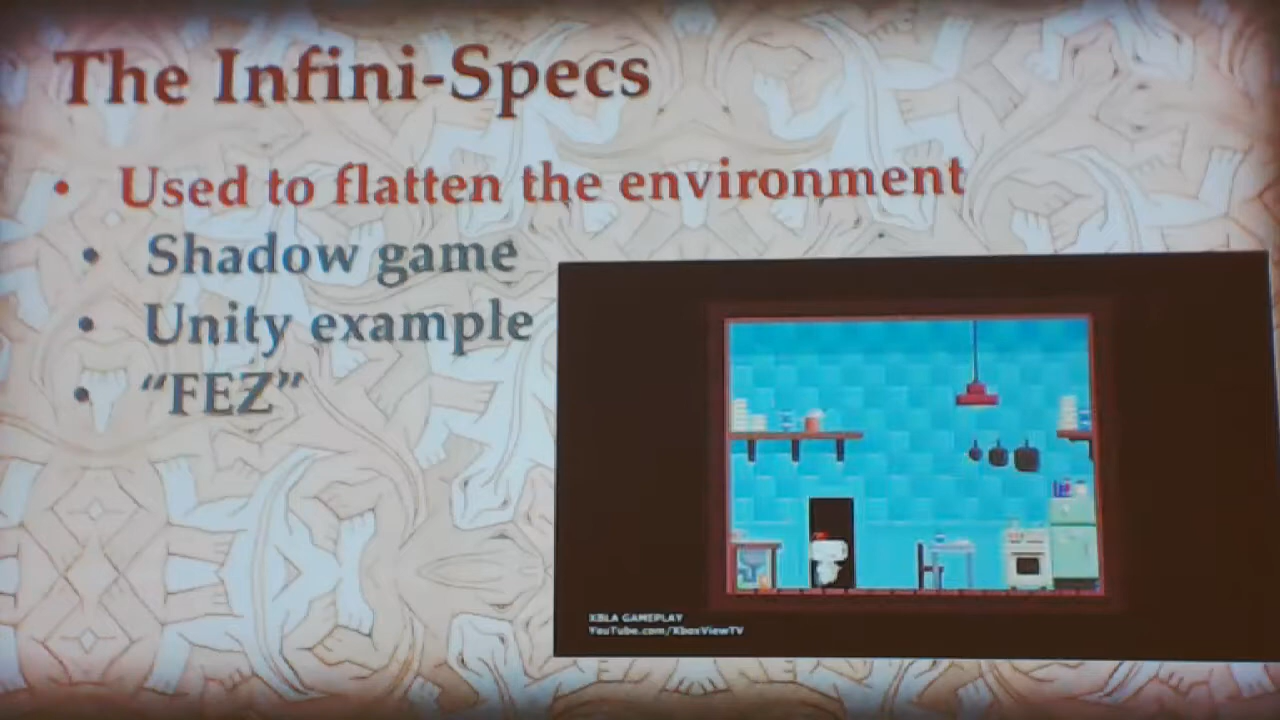 The Infini-Specs
• Used to flatten the environment
• Shadow game
• Unity example
• “FEZ”
XBLA GAMEPLAY
YouTube.com/XboxViewTV